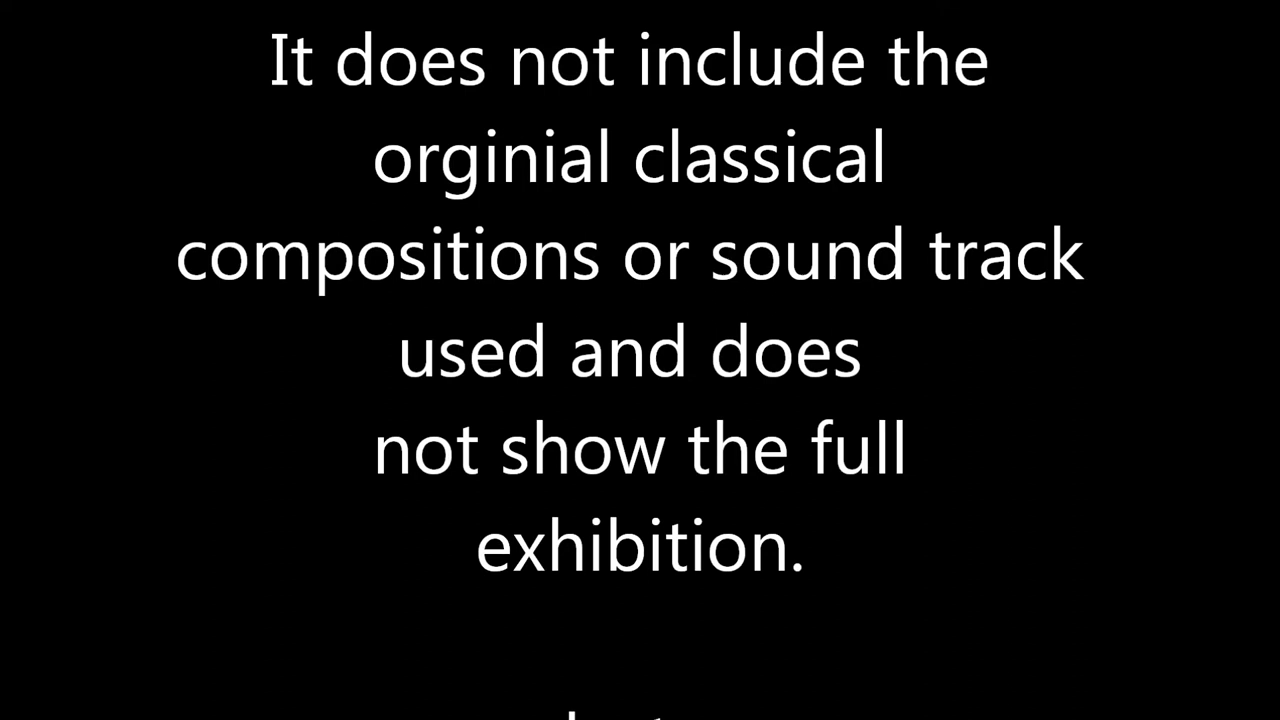 It does not include the
orginial classical
compositions or sound track
used and does
not show the full
exhibition.